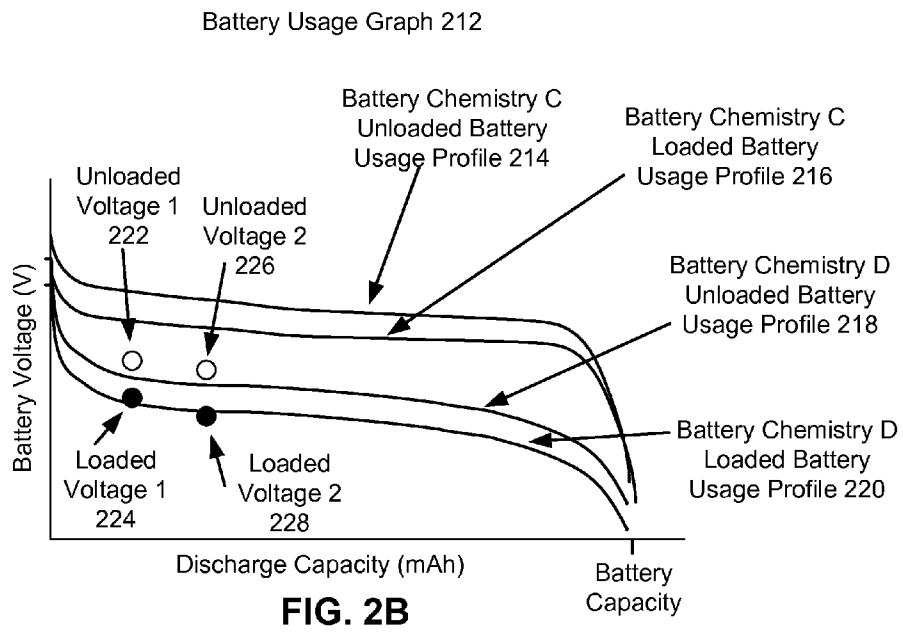 Battery Usage Graph 212
Battery Chemistry C
Unloaded Battery
Usage Profile 214
Battery Chemistry C
Loaded Battery
Usage Profile 216
Unloaded
Voltage 1
222
Unloaded
Voltage 2
226
Battery Chemistry D
Unloaded Battery
Usage Profile 218
Battery Voltage (V)
Battery Chemistry D
Loaded Battery
Usage Profile 220
Loaded
Voltage 1
224
Loaded
Voltage 2
228
Discharge Capacity (mAh)
Battery
Capacity
FIG. 2B